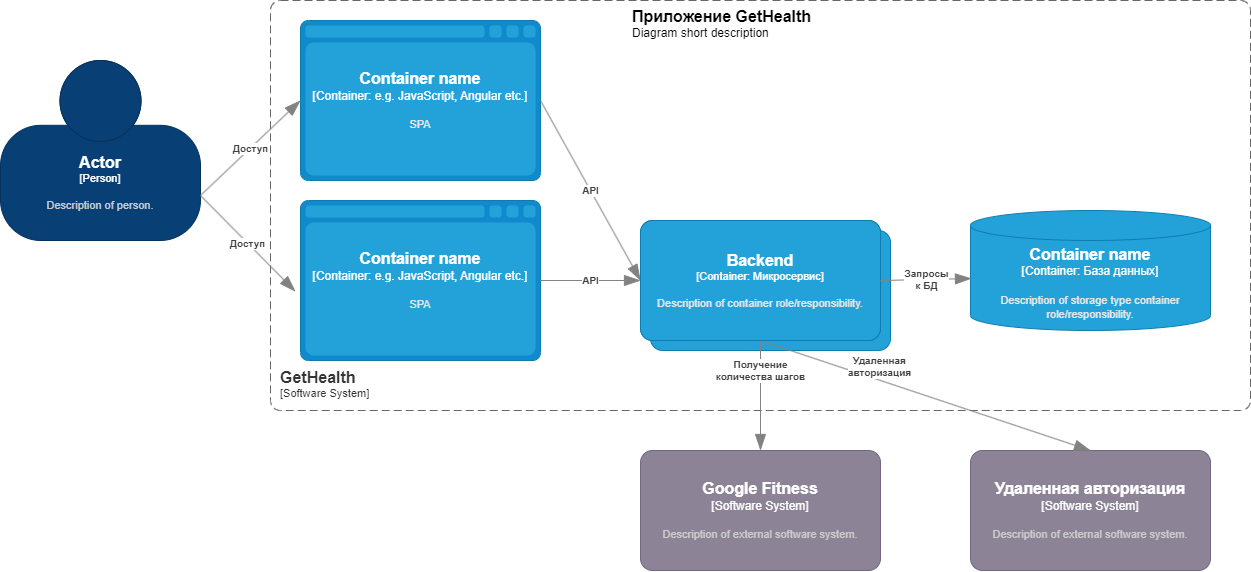 Приложение GetHealth
Diagram short description
Container name
[Container: e.g. JavaScript, Angular etc.]
SPA
Actor
[Person]
Description of person.
Доступ
Доступ
Container name
[Container: e.g. JavaScript, Angular etc.]
SPA
API
API
Backend
[Container: Микросервис]
Description of container role/responsibility.
Запросы
к БД
Container name
[Container: База данных]
Description of storage type container
role/responsibility.
GetHealth
[Software System]
Получение
количества шагов
Удаленная
авторизация
Google Fitness
[Software System]
Description of external software system.
Удаленная авторизация
[Software System]
Description of external software system.